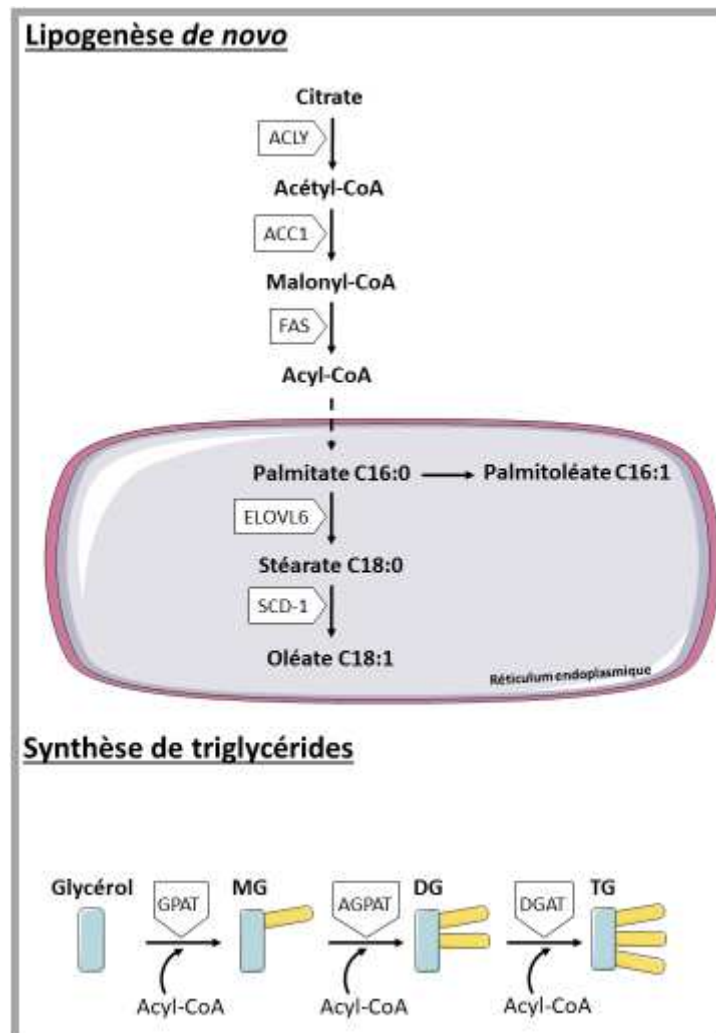 Lipogenèse de novo
Citrate
ACLY
Acétyl-CoA
ACC1
Malonyl-CoA
FAS
Acyl-CoA
Palmitate C16:0 Palmitoléate C16:1
ELOVL6
Stéarate C18:0
SCD-1
Oléate C18:1
Réticulum endoplasmique
Synthèse de triglycérides
Glycérol MG DG TG
GPAT AGPAT DGAT
Acyl-CoA Acyl-CoA Acyl-CoA